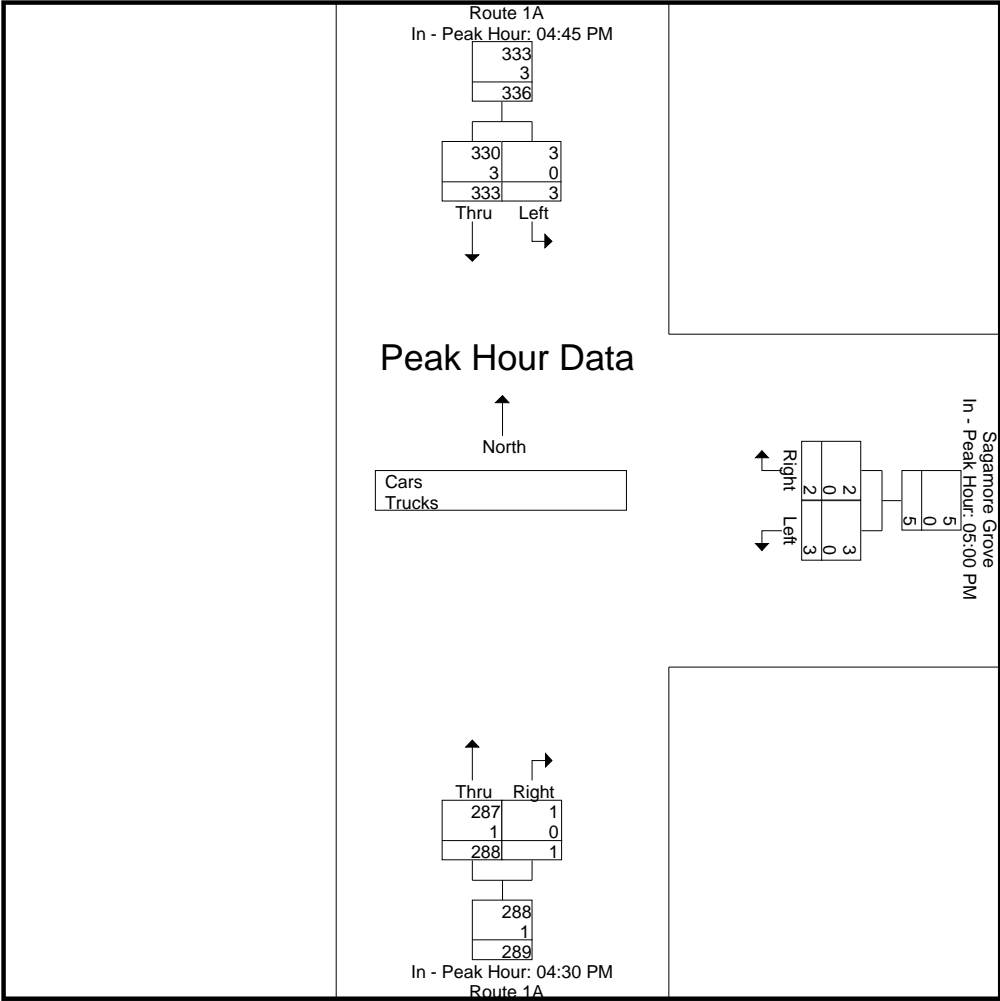 Route 1A
In - Peak Hour: 04:45 PM
333
3
336
330 3
3 0
333 3
Thru Left
Peak Hour Data
North
Cars
Trucks
Sagamore Grove
In - Peak Hour: 05:00 PM
5
0
5
2 3
0 0
2 3
Right Left
Thru Right
287 1
1 0
288 1
288
1
289
In - Peak Hour: 04:30 PM
Route 1A